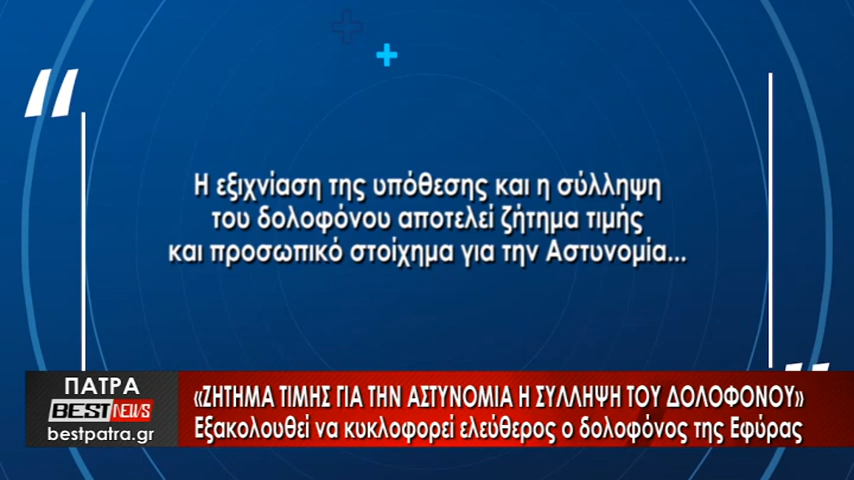 Η εξιχνίαση της υπόθεσης και η σύλληψη
του δολοφόνου αποτελεί ζήτημα τιμής
και προσωπικό στοίχημα για την Αστυνομία...
ΠΑΤΡΑ
BEST NEWS
bestpatra.gr
«ΖΗΤΗΜΑ ΤΙΜΗΣ ΓΙΑ ΤΗΝ ΑΣΤΥΝΟΜΙΑ Η ΣΥΛΛΗΨΗ ΤΟΥ ΔΟΛΟΦΟΝΟΥ»
Εξακολουθεί να κυκλοφορεί ελεύθερος ο δολοφόνος της Εφύρας